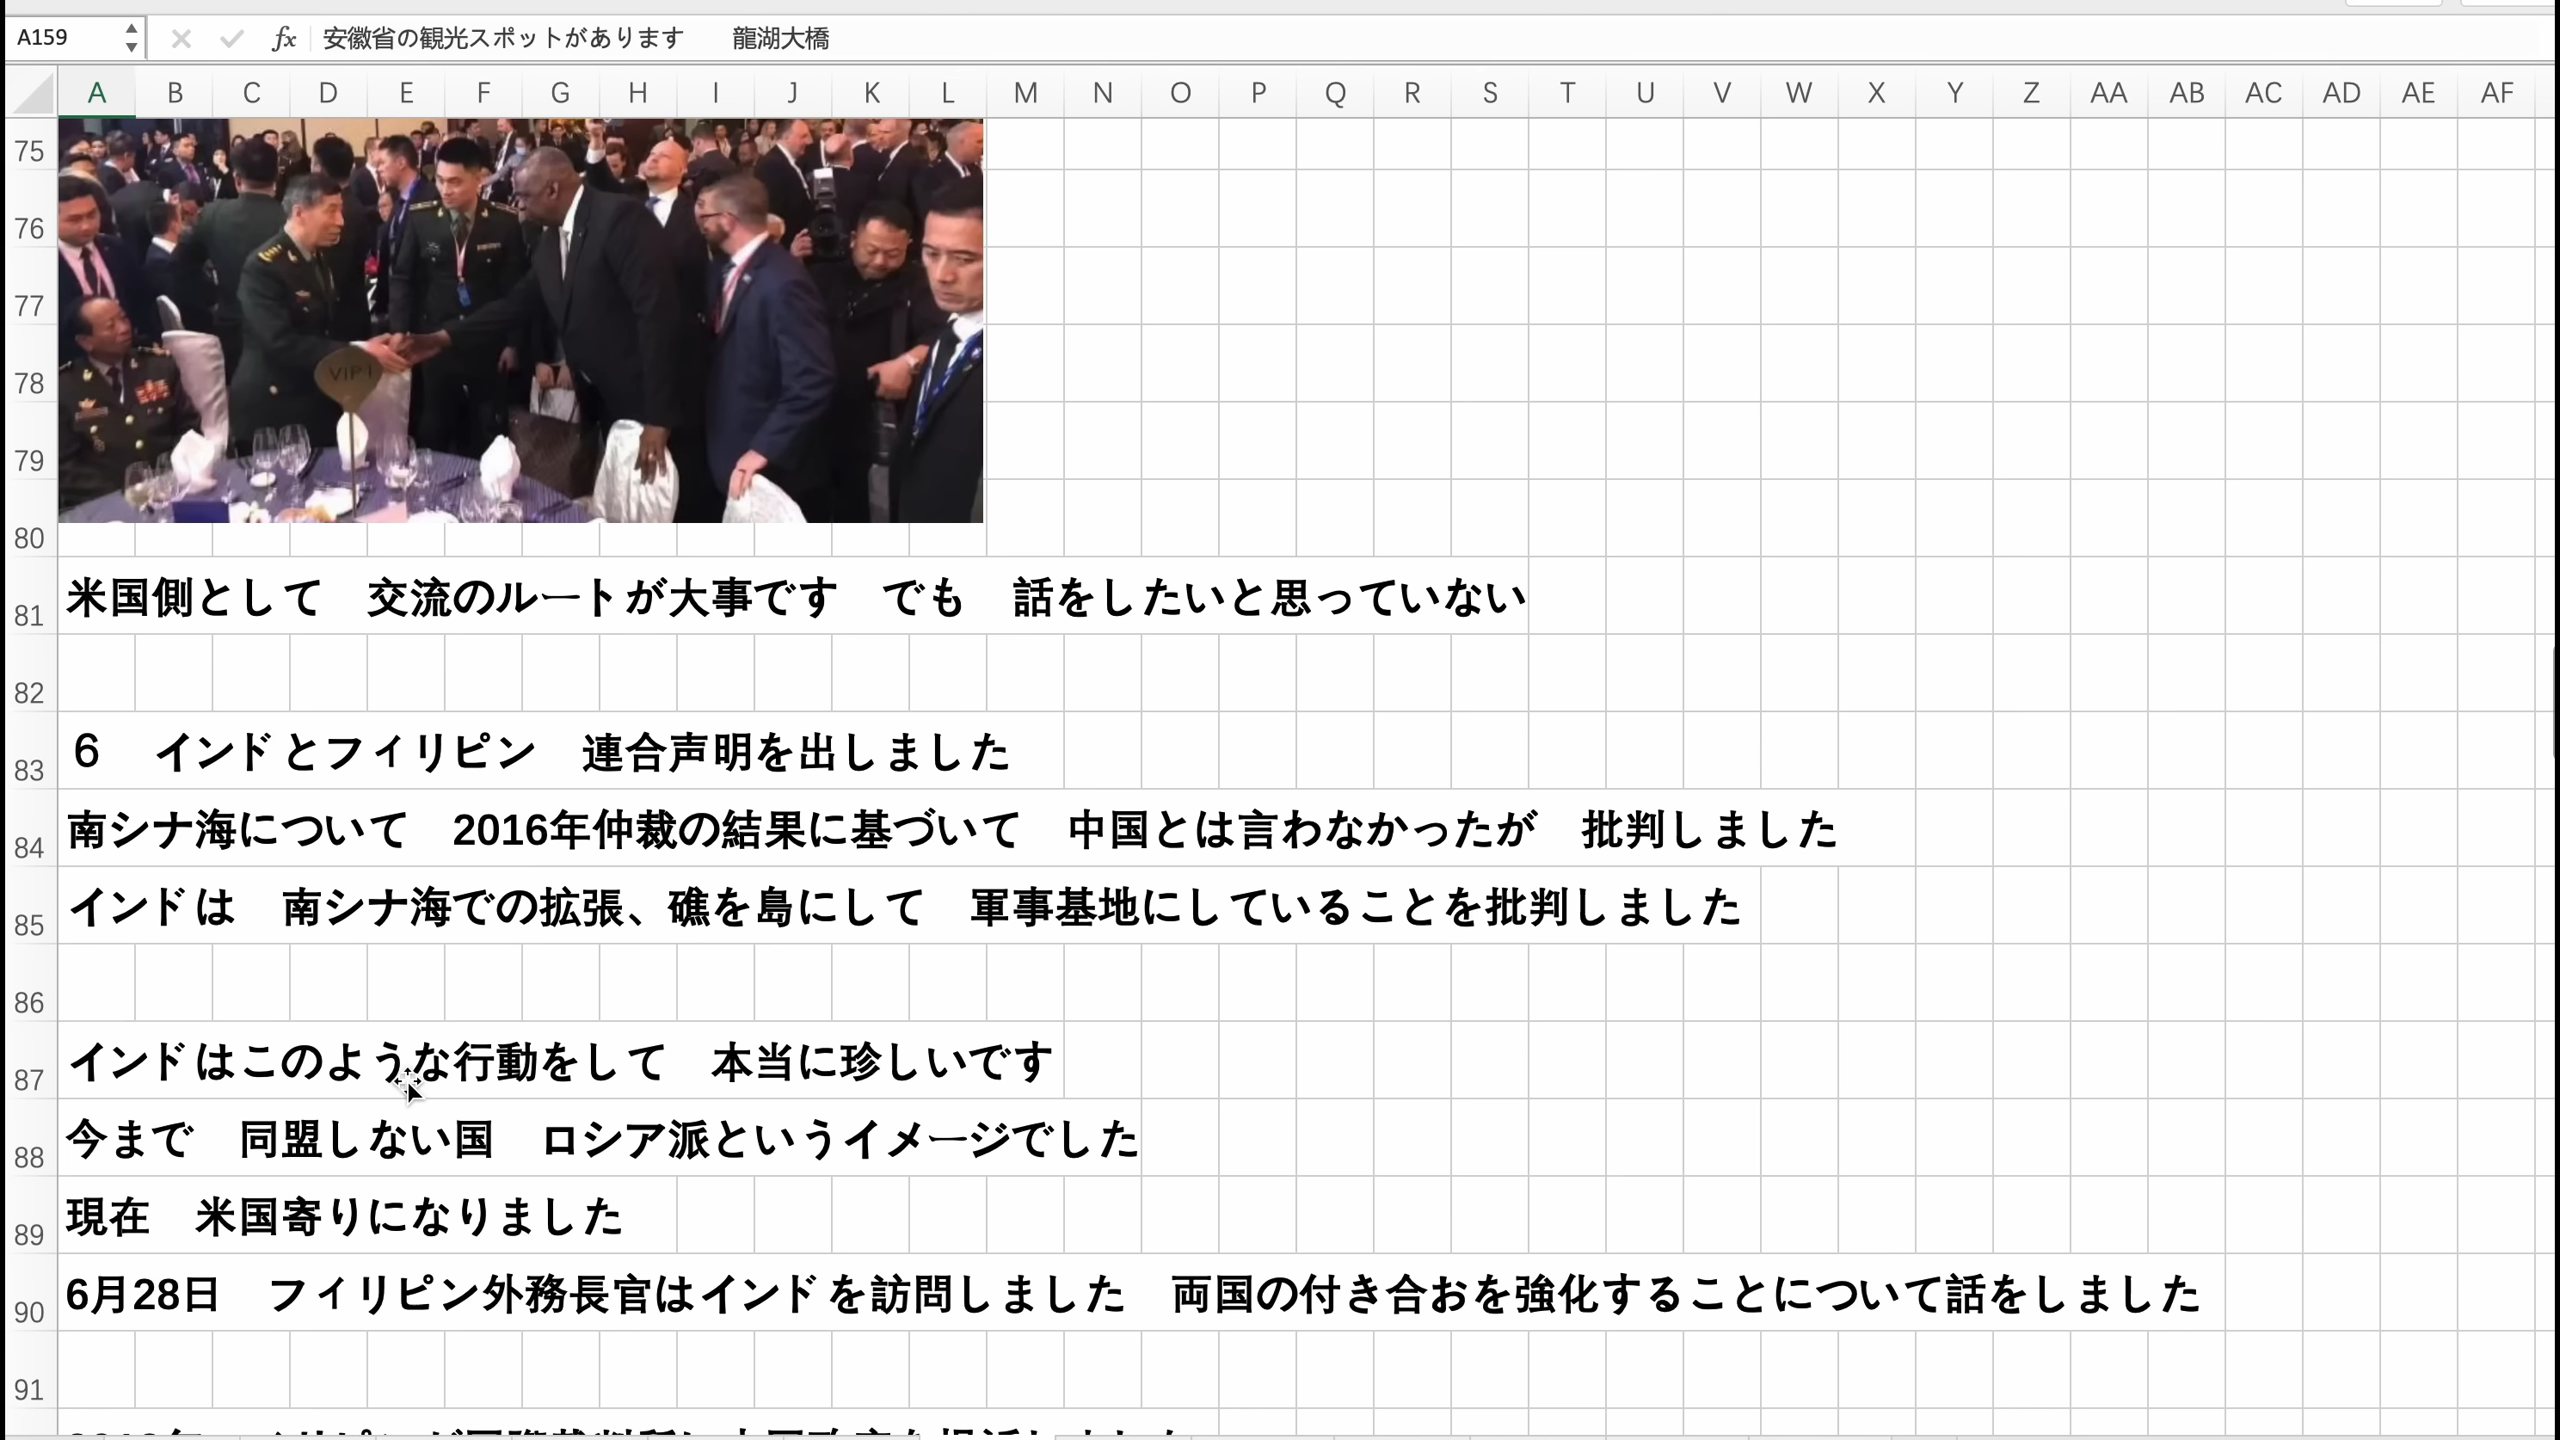 A159 fx 安徽省の観光スポットがあります　龍湖大橋
A B C D E F G H I J K L M N O P Q R S T U V W X Y Z AA AB AC AD AE AF
75
76
77
78
VIP1
79
80
81 米国側として　交流のルートが大事です　でも　話をしたいと思っていない
82
83 6　インドとフィリピン　連合声明を出しました
84 南シナ海について　2016年仲裁の結果に基づいて　中国とは言わなかったが　批判しました
85 インドは　南シナ海での拡張、礁を島にして　軍事基地にしていることを批判しました
86
87 インドはこのような行動をして　本当に珍しいです
88 今まで　同盟しない国　ロシア派というイメージでした
89 現在　米国寄りになりました
90 6月28日　フィリピン外務長官はインドを訪問しました　両国の付き合おを強化することについて話をしました
91